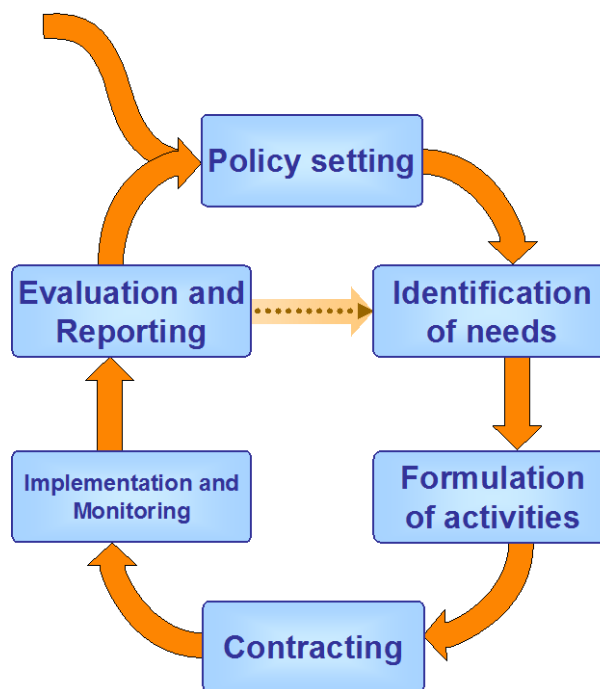 Policy setting
Identification
of needs
Formulation
of activities
Contracting
Implementation and
Monitoring
Evaluation and
Reporting